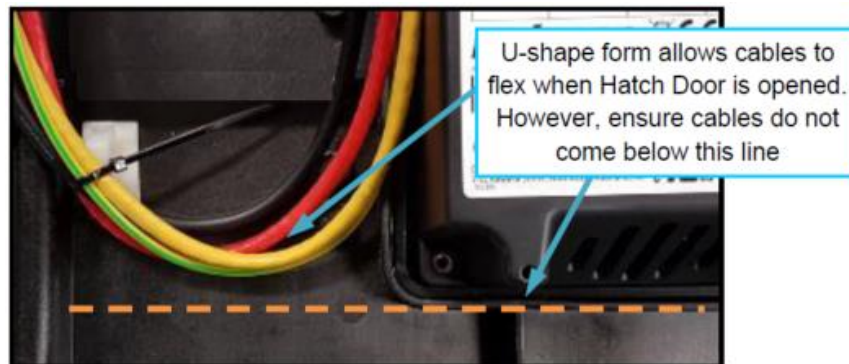 U-shape form allows cables to
flex when Hatch Door is opened.
However, ensure cables do not
come below this line